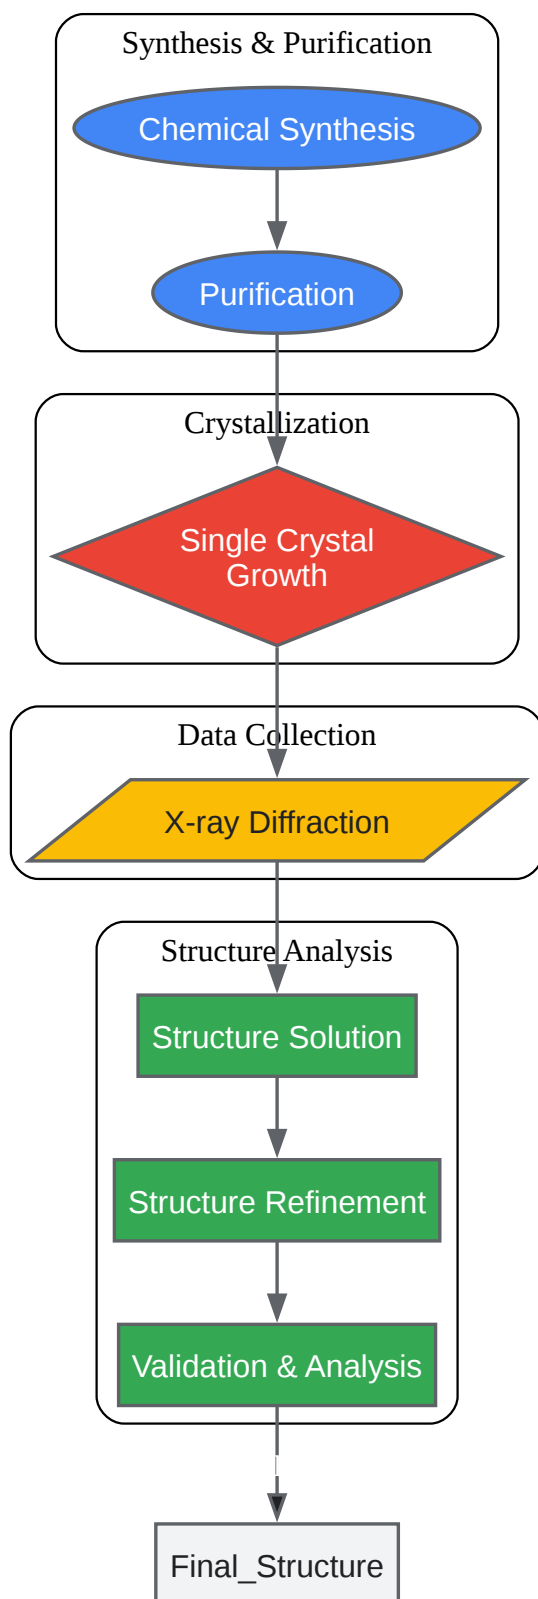 Synthesis & Purification
Chemical Synthesis
Purification
Crystallization
Single Crystal
Growth
Data Collection
X-ray Diffraction
Structure Analysis
Structure Solution
Structure Refinement
Validation & Analysis
Final_Structure